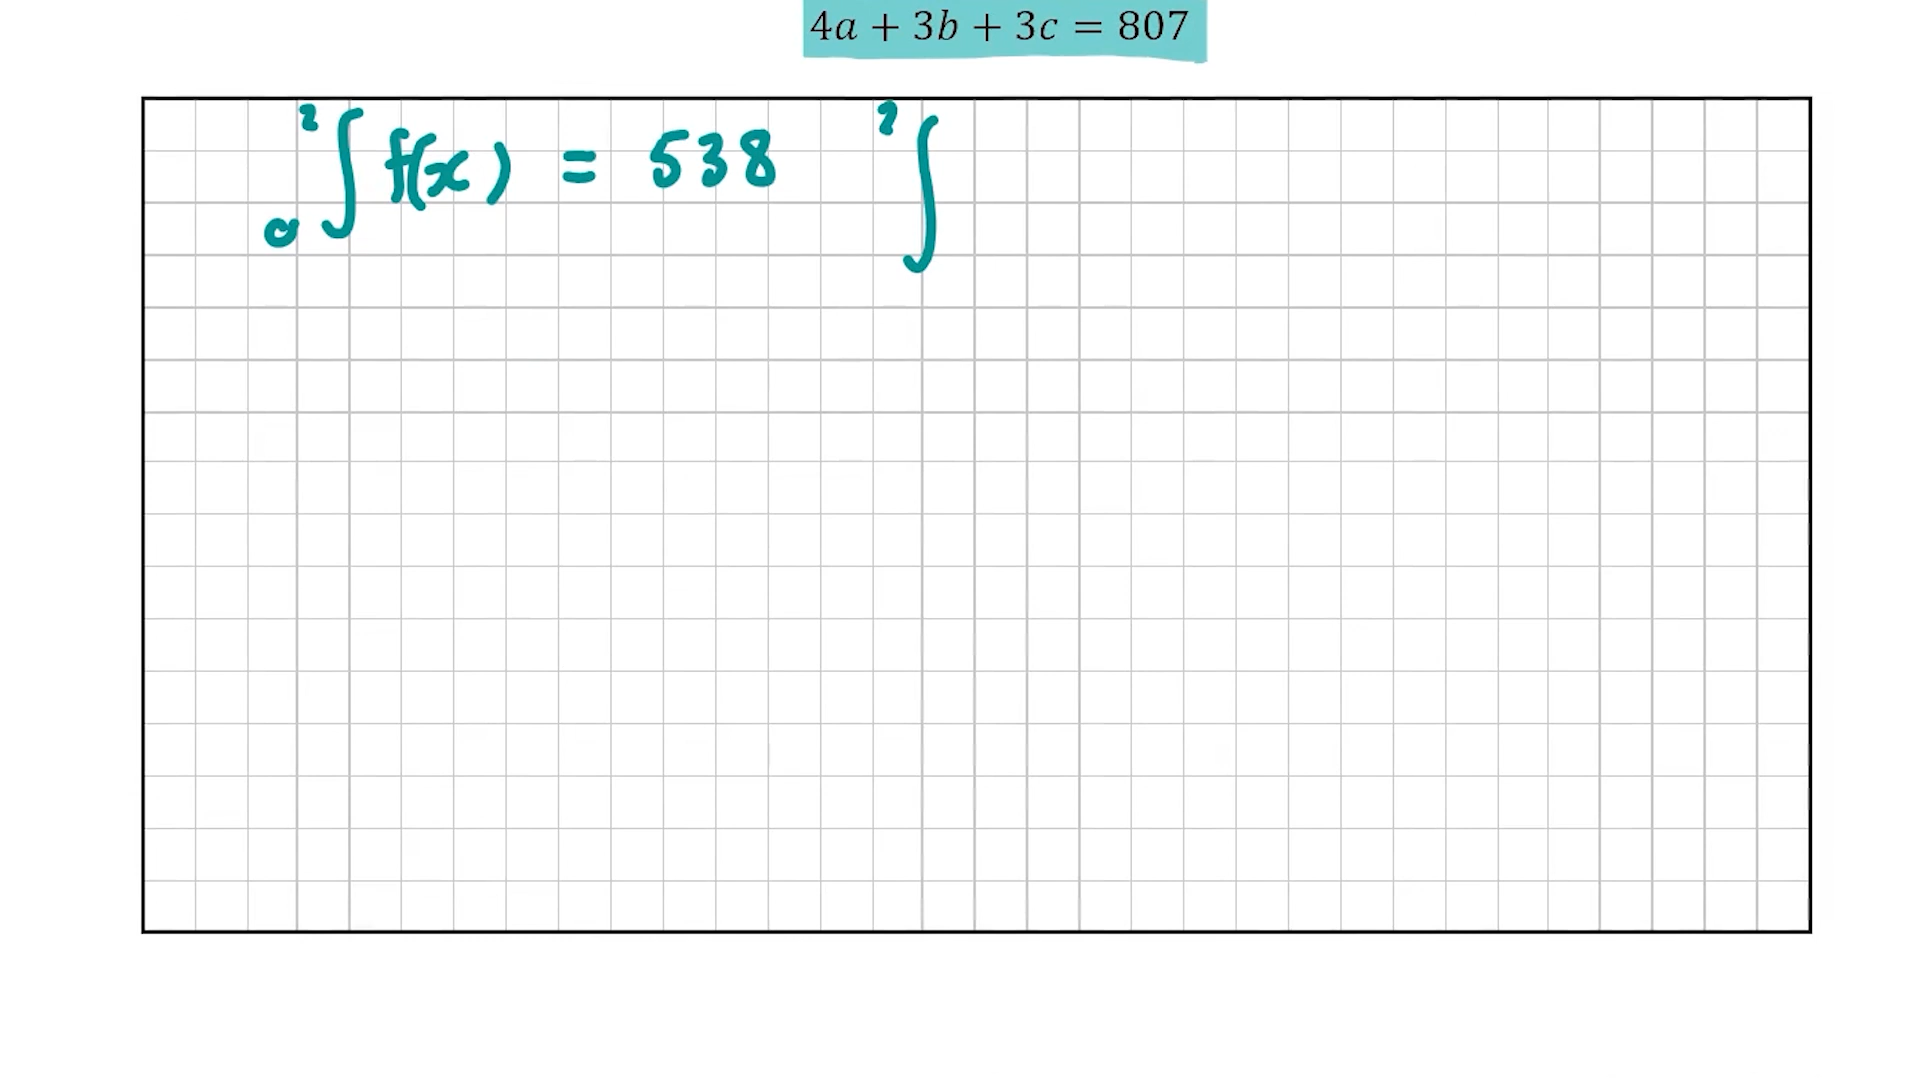 4a + 3b + 3c = 807
2 ∫ 0 f(x) = 538 2 ∫